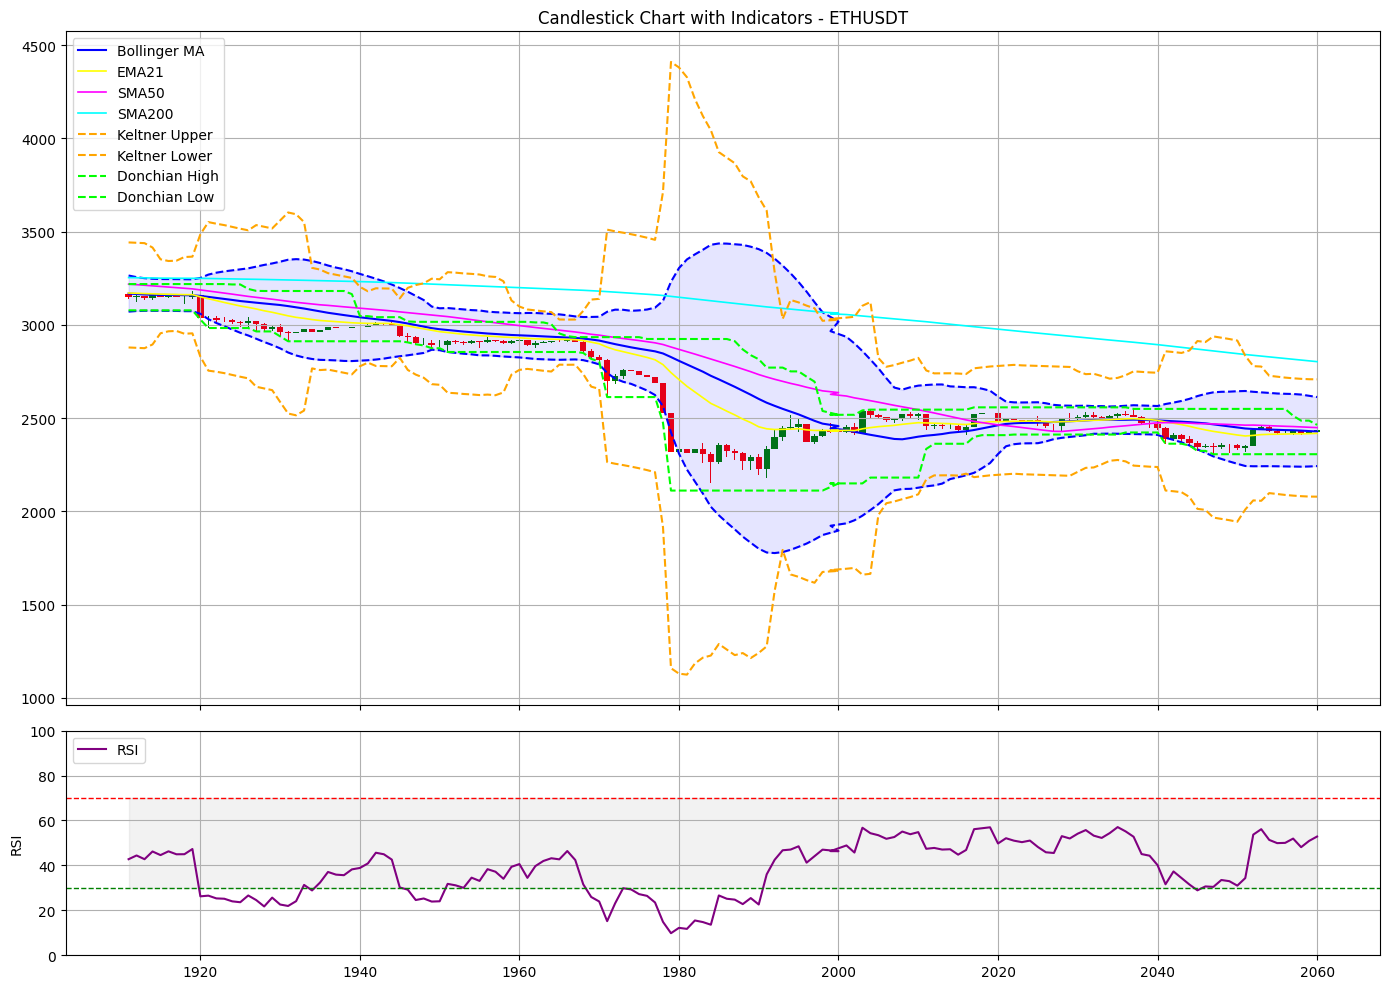 Candlestick Chart with Indicators - ETHUSDT
Bollinger MA
EMA21
SMA50
SMA200
Keltner Upper
Keltner Lower
Donchian High
Donchian Low
4500
4000
3500
3000
2500
2000
1500
1000
RSI
RSI
100
80
60
40
20
0
1920
1940
1960
1980
2000
2020
2040
2060